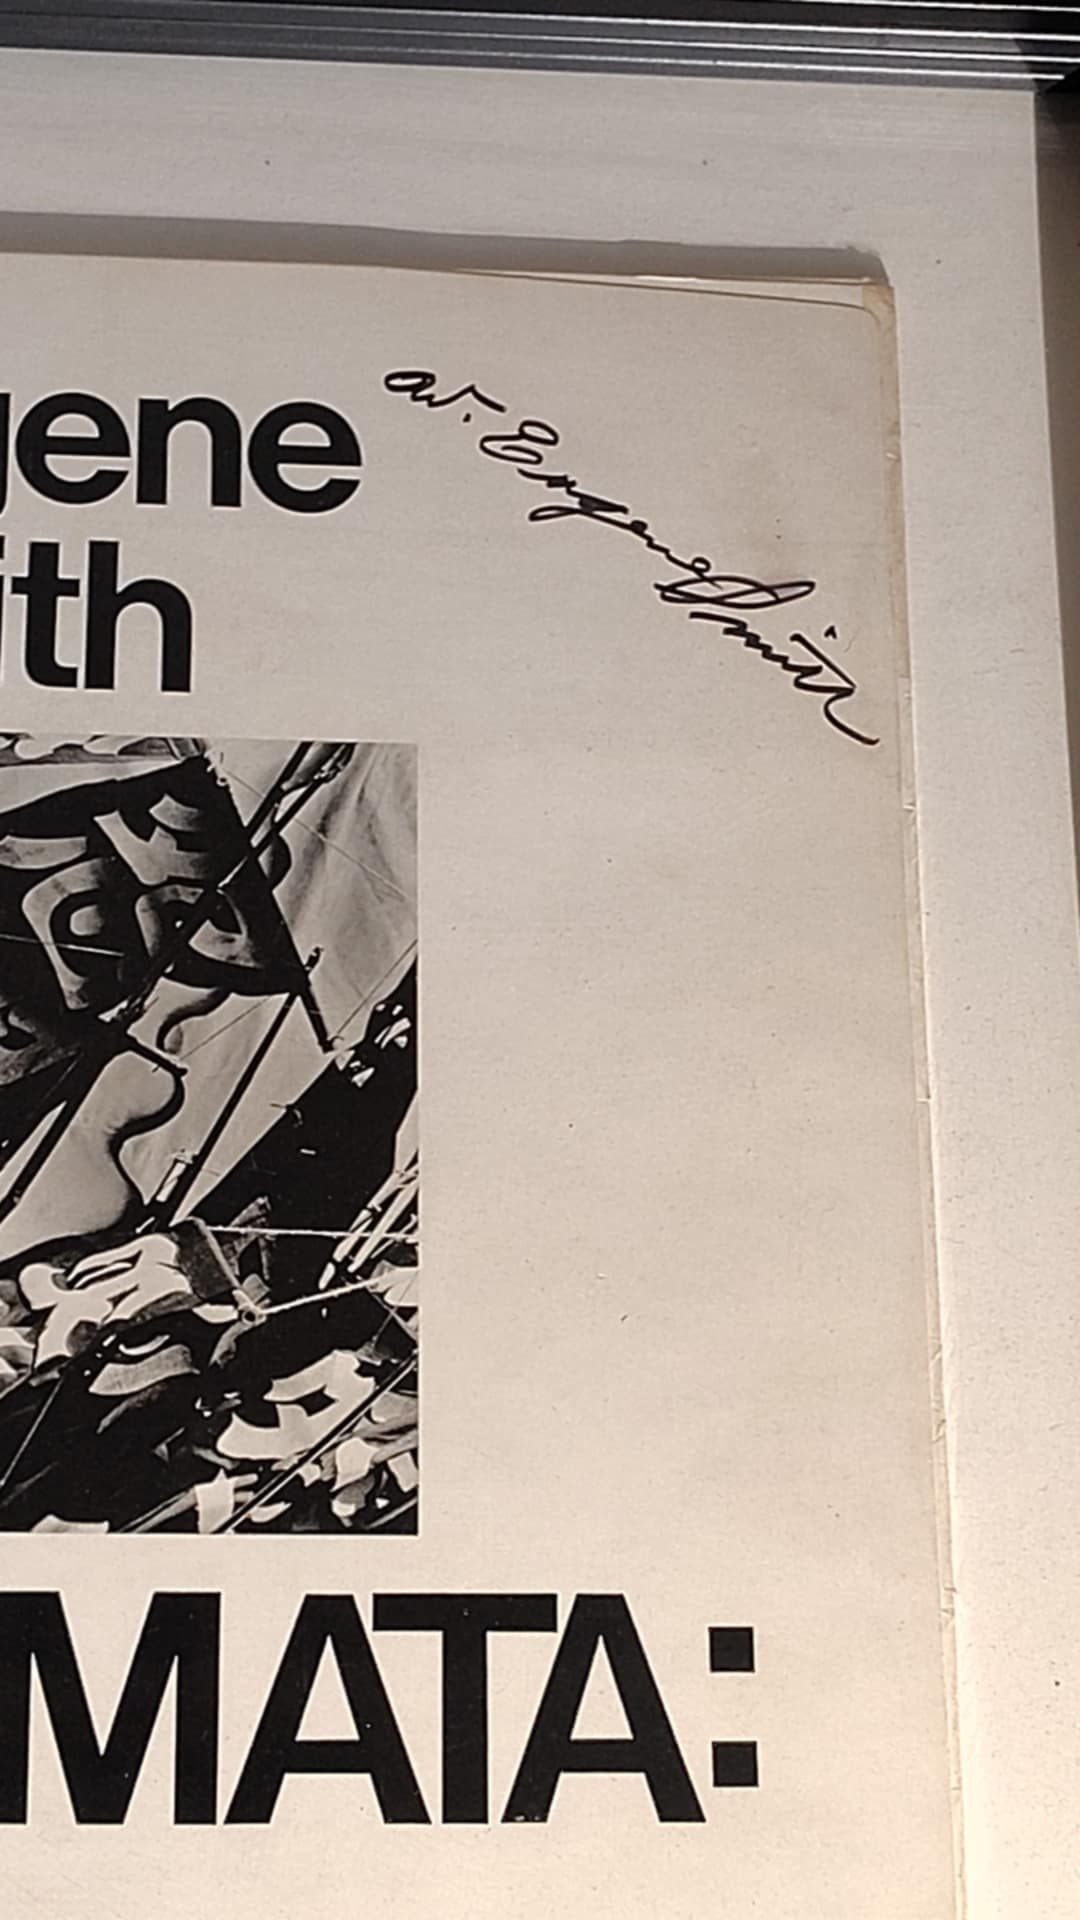 gene
W. Eugene Smith
ith
MATA: